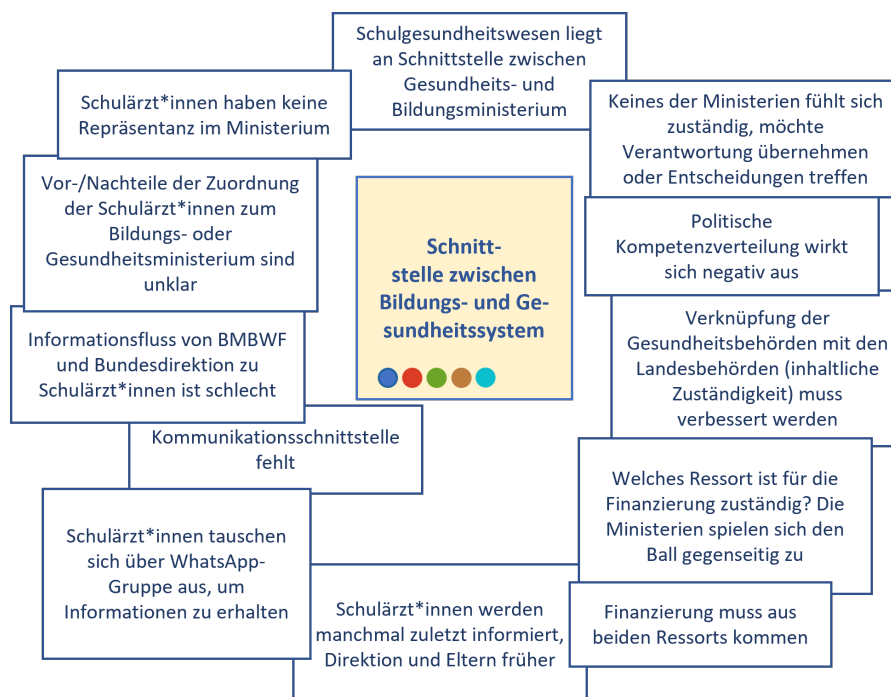 Schulgesundheitswesen liegt
an Schnittstelle zwischen
Gesundheits- und
Bildungsministerium
Schulärzt*innen haben keine
Repräsentanz im Ministerium
Keines der Ministerien fühlt sich
zuständig, möchte
Verantwortung übernehmen
oder Entscheidungen treffen
Vor-/Nachteile der Zuordnung
der Schulärzt*innen zum
Bildungs- oder
Gesundheitsministerium sind
unklar
Schnitt-
stelle zwischen
Bildungs- und Ge-
sundheitssystem
Politische
Kompetenzverteilung wirkt
sich negativ aus
Informationsfluss von BMBWF
und Bundesdirektion zu
Schulärzt*innen ist schlecht
Verknüpfung der
Gesundheitsbehörden mit den
Landesbehörden (inhaltliche
Zuständigkeit) muss
verbessert werden
Kommunikationsschnittstelle
fehlt
Welches Ressort ist für die
Finanzierung zuständig? Die
Ministerien spielen sich den
Ball gegenseitig zu
Schulärzt*innen tauschen
sich über WhatsApp-
Gruppe aus, um
Informationen zu erhalten
Schulärzt*innen werden
manchmal zuletzt informiert,
Direktion und Eltern früher
Finanzierung muss aus
beiden Ressorts kommen